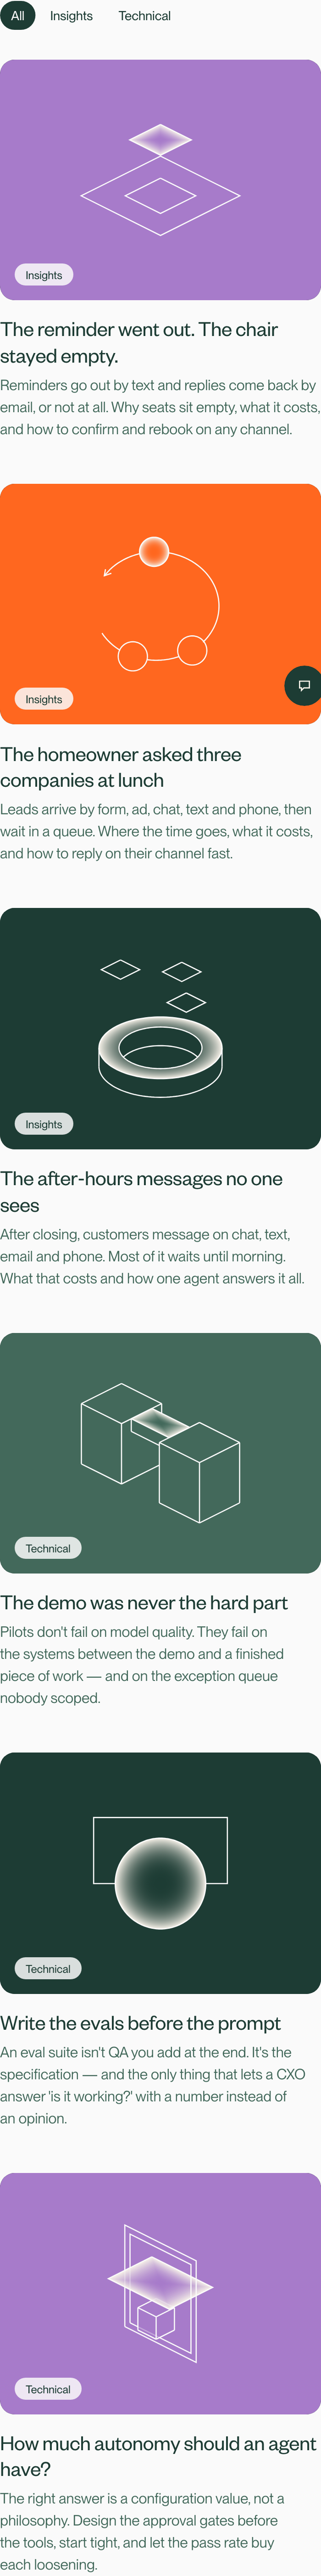 All Insights Technical
Insights
The reminder went out. The chair
stayed empty.
Reminders go out by text and replies come back by
email, or not at all. Why seats sit empty, what it costs,
and how to confirm and rebook on any channel.
Insights
The homeowner asked three
companies at lunch
Leads arrive by form, ad, chat, text and phone, then
wait in a queue. Where the time goes, what it costs,
and how to reply on their channel fast.
Insights
The after-hours messages no one
sees
After closing, customers message on chat, text,
email and phone. Most of it waits until morning.
What that costs and how one agent answers it all.
Technical
The demo was never the hard part
Pilots don't fail on model quality. They fail on
the systems between the demo and a finished
piece of work — and on the exception queue
nobody scoped.
Technical
Write the evals before the prompt
An eval suite isn't QA you add at the end. It's the
specification — and the only thing that lets a CXO
answer 'is it working?' with a number instead of
an opinion.
Technical
How much autonomy should an agent
have?
The right answer is a configuration value, not a
philosophy. Design the approval gates before
the tools, start tight, and let the pass rate buy
each loosening.